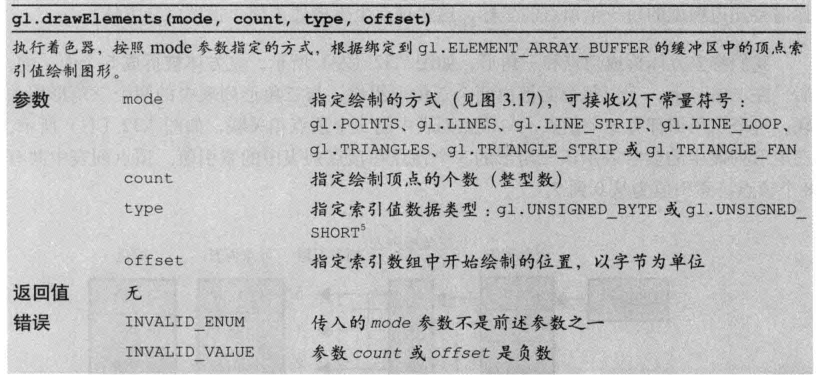 gl.drawElements(mode, count, type, offset)
执行着色器，按照 mode 参数指定的方式，根据绑定到 gl.ELEMENT_ARRAY_BUFFER 的缓冲区中的顶点索
引值绘制图形。
参数 mode 指定绘制的方式（见图 3.17），可接收以下常量符号：
gl.POINTS、gl.LINES、gl.LINE_STRIP、gl.LINE_LOOP、
gl.TRIANGLES、gl.TRIANGLE_STRIP 或 gl.TRIANGLE_FAN
count 指定绘制顶点的个数（整型数）
type 指定索引值数据类型：gl.UNSIGNED_BYTE 或 gl.UNSIGNED_
SHORT⁵
offset 指定索引数组中开始绘制的位置，以字节为单位
返回值 无
错误 INVALID_ENUM 传入的 mode 参数不是前述参数之一
INVALID_VALUE 参数 count 或 offset 是负数